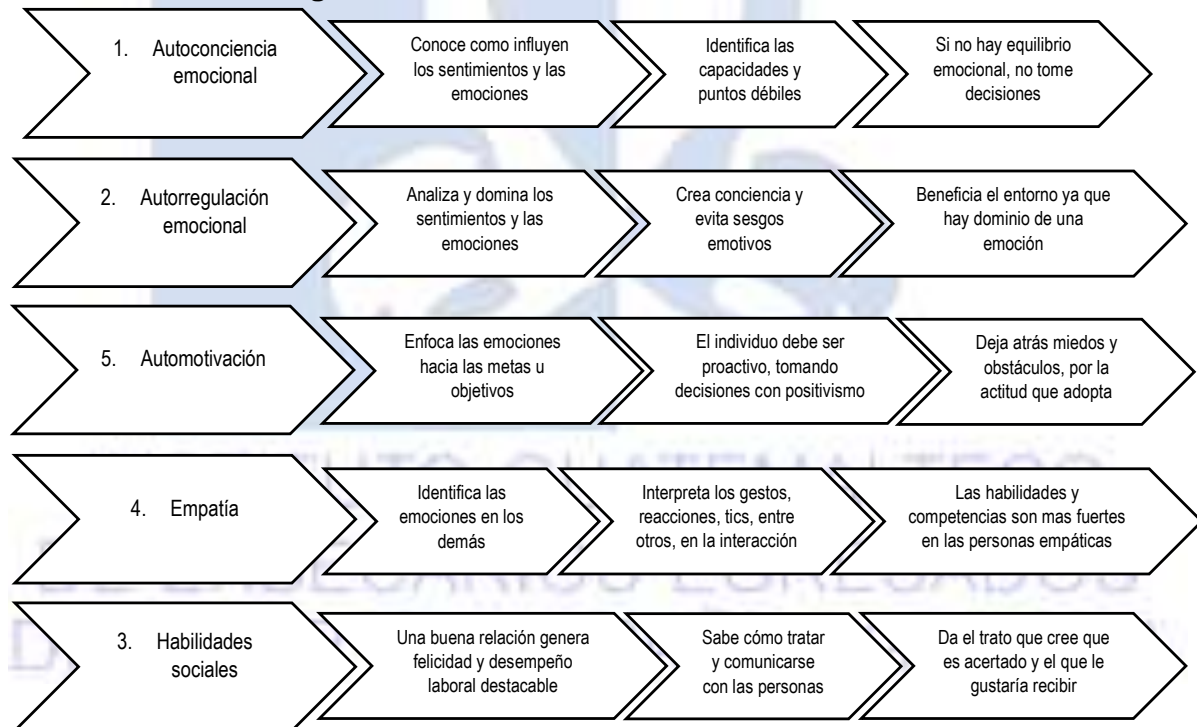 1. Autoconciencia
emocional
Conoce como influyen
los sentimientos y las
emociones
Identifica las
capacidades y
puntos débiles
Si no hay equilibrio
emocional, no tome
decisiones
2. Autorregulación
emocional
Analiza y domina los
sentimientos y las
emociones
Crea conciencia y
evita sesgos
emotivos
Beneficia el entorno ya que
hay dominio de una
emoción
5. Automotivación
Enfoca las emociones
hacia las metas u
objetivos
El individuo debe ser
proactivo, tomando
decisiones con positivismo
Deja atrás miedos y
obstáculos, por la
actitud que adopta
4. Empatía
Identifica las
emociones en los
demás
Interpreta los gestos,
reacciones, tics, entre
otros, en la interacción
Las habilidades y
competencias son mas fuertes
en las personas empáticas
3. Habilidades
sociales
Una buena relación genera
felicidad y desempeño
laboral destacable
Sabe cómo tratar
y comunicarse
con las personas
Da el trato que cree que
es acertado y el que le
gustaría recibir